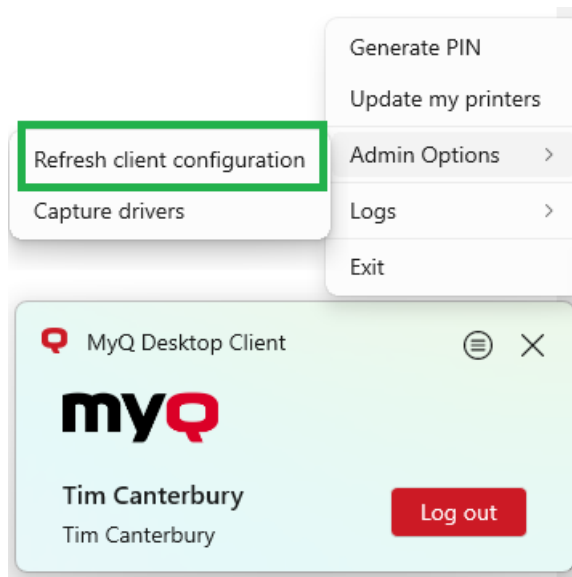 Generate PIN
Update my printers
Admin Options
Refresh client configuration
Capture drivers
Logs
Exit
MyQ Desktop Client
myQ
Tim Canterbury
Tim Canterbury
Log out